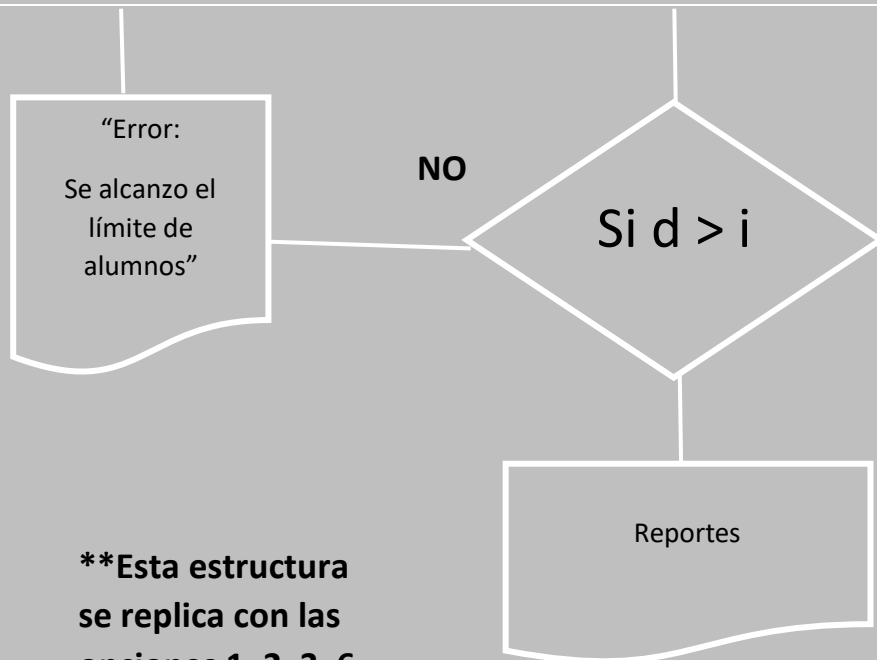 “Error:
Se alcanzo el
límite de
alumnos”
NO
Si d > i
Reportes
**Esta estructura
se replica con las